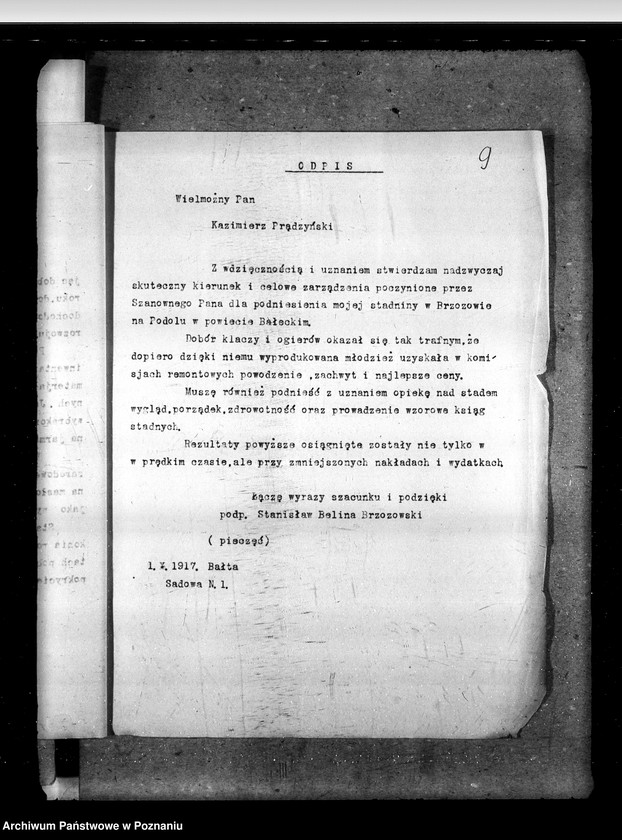 9
O D P I S
Wielmożny Pan
Kazimierz Prądzyński
Z wdzięcznością i uznaniem stwierdzam nadzwyczaj
skuteczny kierunek i celowe zarządzenia poczynione przez
Szanownego Pana dla podniesienia mojej stadniny w Brzozowie
na Podolu w powiecie Bałeckim.
Dobór klaczy i ogierów okazał się tak trafnym,że
dopiero dzięki niemu wyprodukowana młodzież uzyskała w komi-
sjach remontowych powodzenie ,zachwyt i najlepsze ceny.
Muszę również podnieść z uznaniem opiekę nad stadem
wygląd,porządek,zdrowotność oraz prowadzenie wzorowe ksiąg
stadnych.
Rezultaty powyższe osiągnięte zostały nie tylko w
w prędkim czasie,ale przy zmniejszonych nakładach i wydatkach
Łączę wyrazy szacunku i podzięki
podp. Stanisław Belina Brzozowski
( pieczęć)
1.X.1917. Bałta
Sadowa N.1.
Archiwum Państwowe w Poznaniu